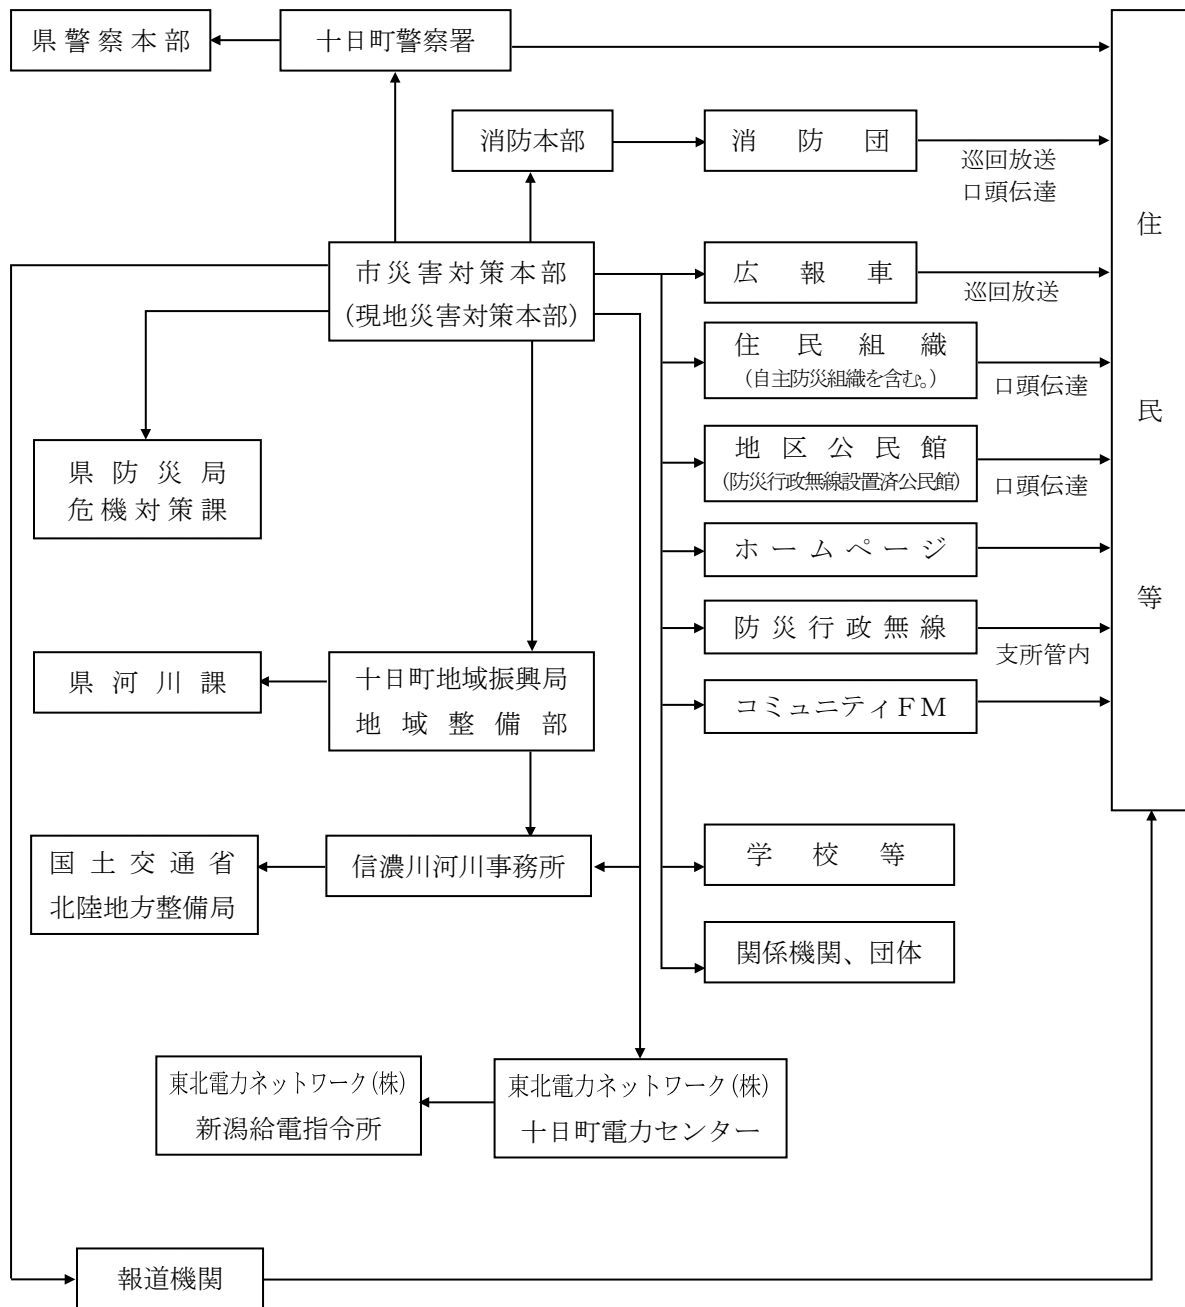 県警察本部
十日町警察署
消防本部
消防団
巡回放送
口頭伝達
住民等
市災害対策本部
(現地災害対策本部)
広報車
巡回放送
住民組織
(自主防災組織を含む。)
口頭伝達
県防災局
危機対策課
地区公民館
(防災行政無線設置済公民館)
口頭伝達
ホームページ
防災行政無線
支所管内
県河川課
十日町地域振興局
地域整備部
コミュニティFM
国土交通省
北陸地方整備局
信濃川河川事務所
学校等
関係機関、団体
東北電力ネットワーク(株)
新潟給電指令所
東北電力ネットワーク(株)
十日町電力センター
報道機関